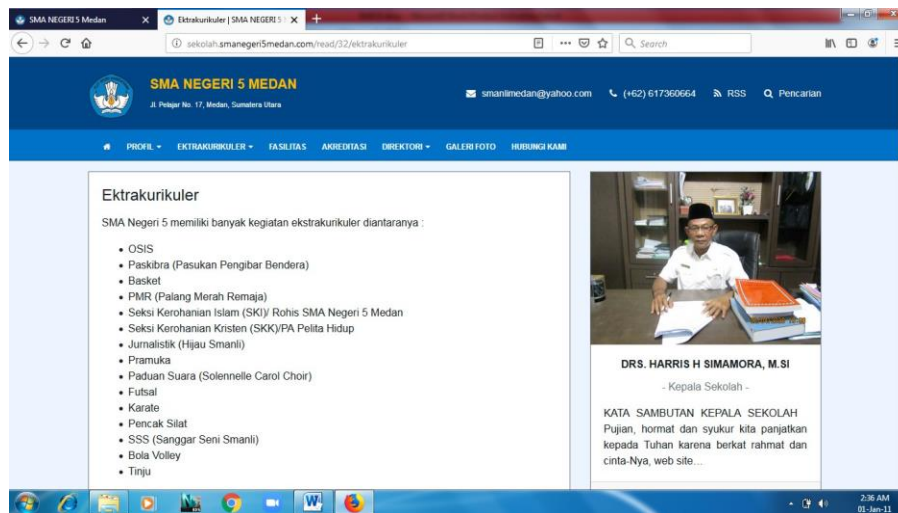 SMA NEGERI 5 Medan
Ektrakurikuler | SMA NEGERI 5
sekolah.smanegeri5medan.com/read/32/ektrakurikuler
Search
SMA NEGERI 5 MEDAN
Jl. Pelajar No. 17, Medan, Sumatera Utara
smanlimedan@yahoo.com
(+62) 617360664
RSS
Pencarian
PROFIL
EKTRAKURIKULER
FASILITAS
AKREDITASI
DIREKTORI
GALERI FOTO
HUBUNGI KAMI
Ektrakurikuler
SMA Negeri 5 memiliki banyak kegiatan ekstrakurikuler diantaranya :
OSIS
Paskibra (Pasukan Pengibar Bendera)
Basket
PMR (Palang Merah Remaja)
Seksi Kerohanian Islam (SKI)/ Rohis SMA Negeri 5 Medan
Seksi Kerohanian Kristen (SKK)/PA Pelita Hidup
Jurnalistik (Hijau Smanli)
Pramuka
Paduan Suara (Solennelle Carol Choir)
Futsal
Karate
Pencak Silat
SSS (Sanggar Seni Smanli)
Bola Volley
Tinju
DRS. HARRIS H SIMAMORA, M.SI
- Kepala Sekolah -
KATA SAMBUTAN KEPALA SEKOLAH
Pujian, hormat dan syukur kita panjatkan
kepada Tuhan karena berkat rahmat dan
cinta-Nya, web site…
2:36 AM
01-Jan-11